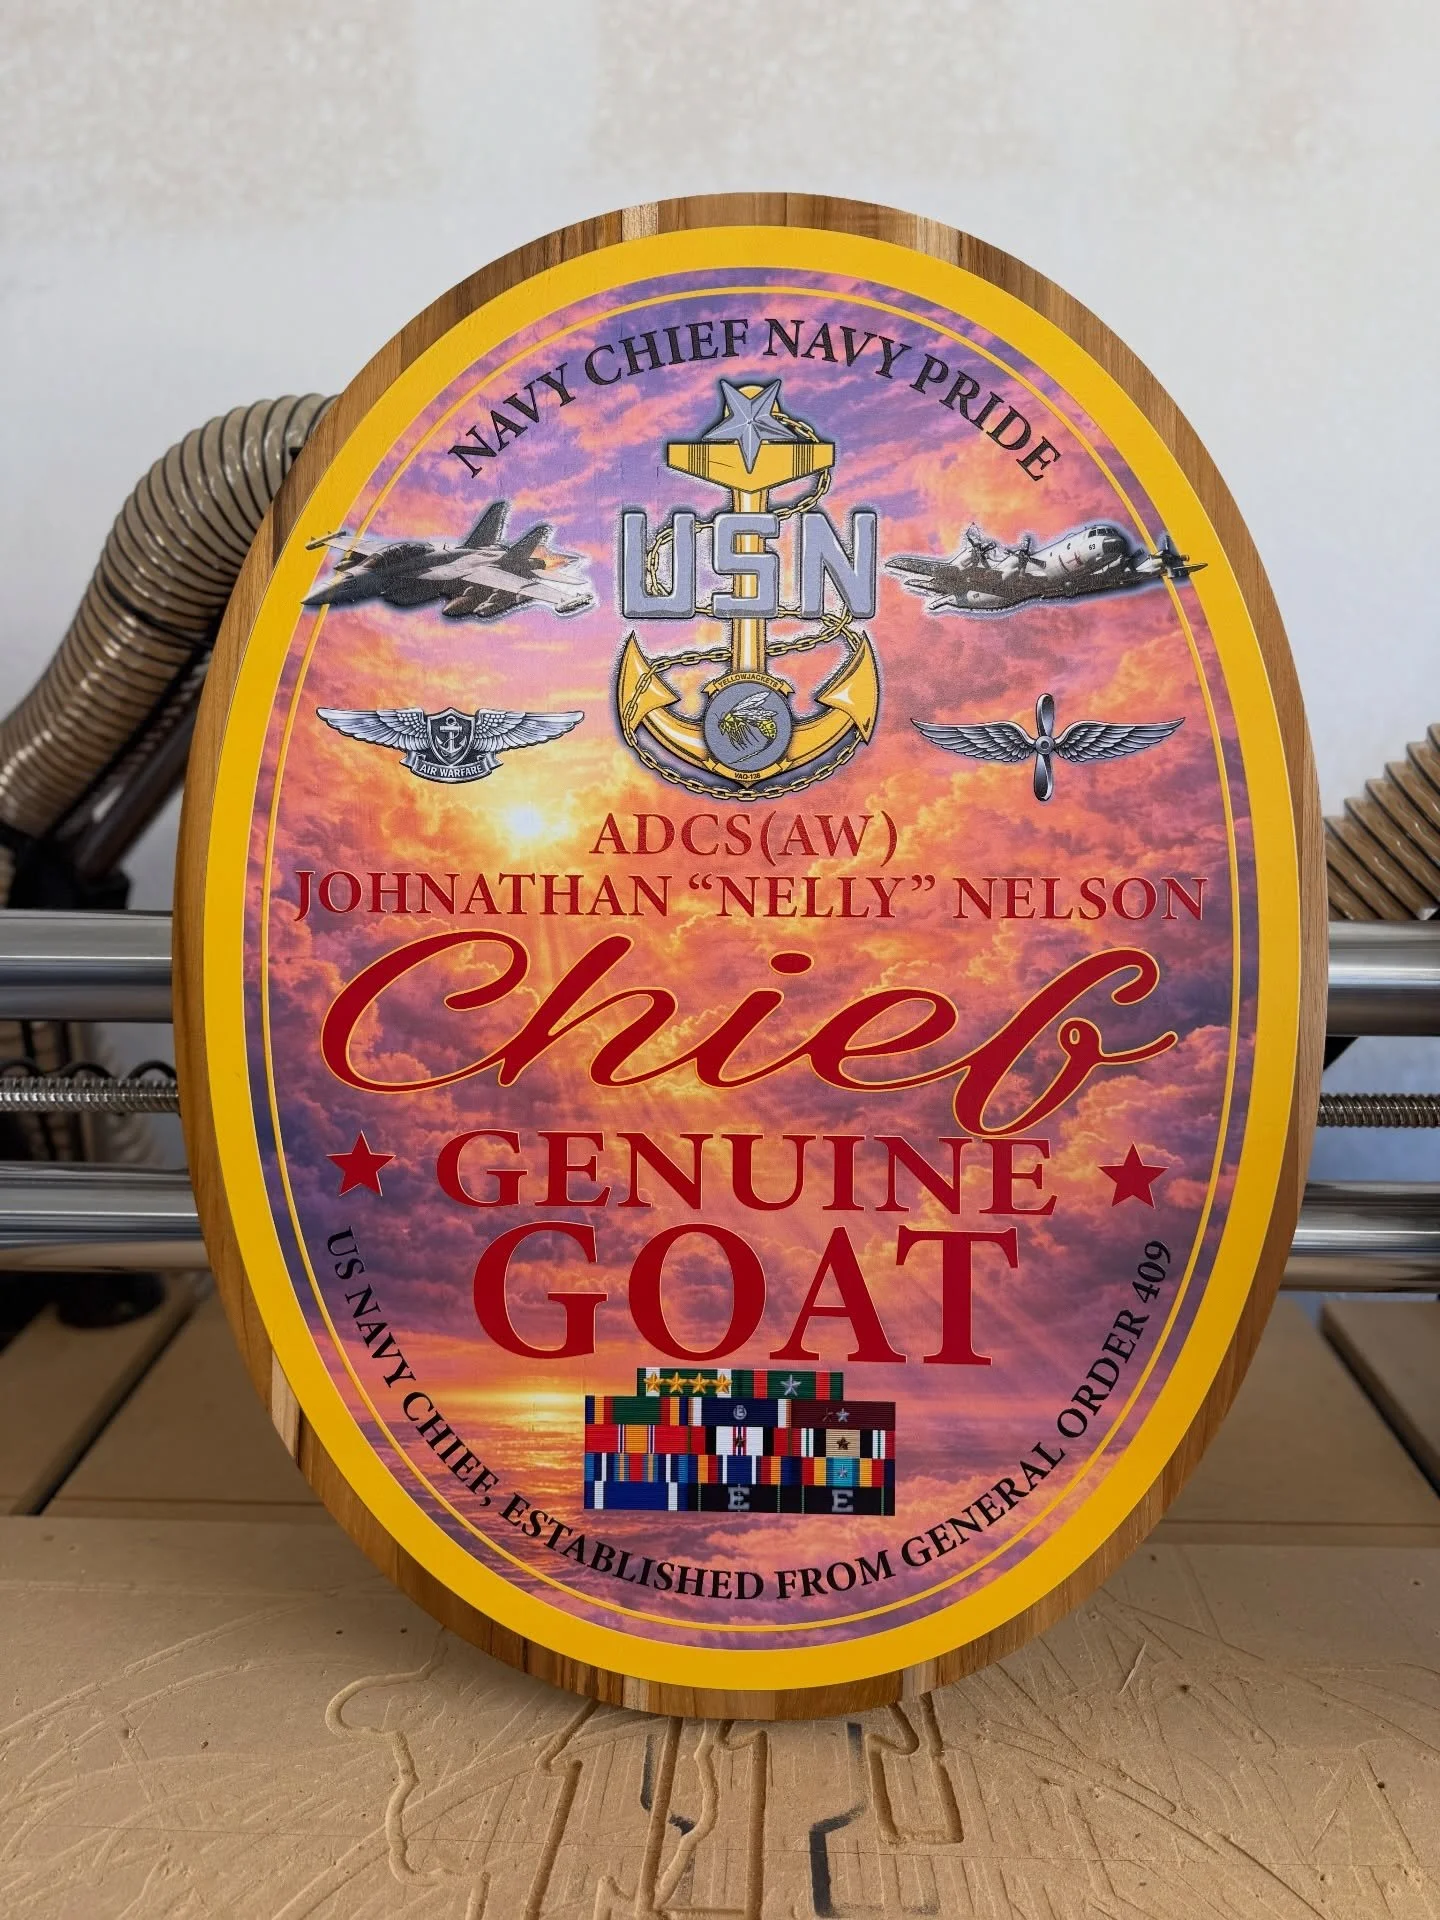 NAVY CHIEF NAVY PRIDE
USN
63
YELLOWJACKETS
VAQ-138
AIR WARFARE
ADCS(AW)
JOHNATHAN “NELLY” NELSON
Chief
GENUINE
GOAT
E
E E
US NAVY CHIEF, ESTABLISHED FROM GENERAL ORDER 409